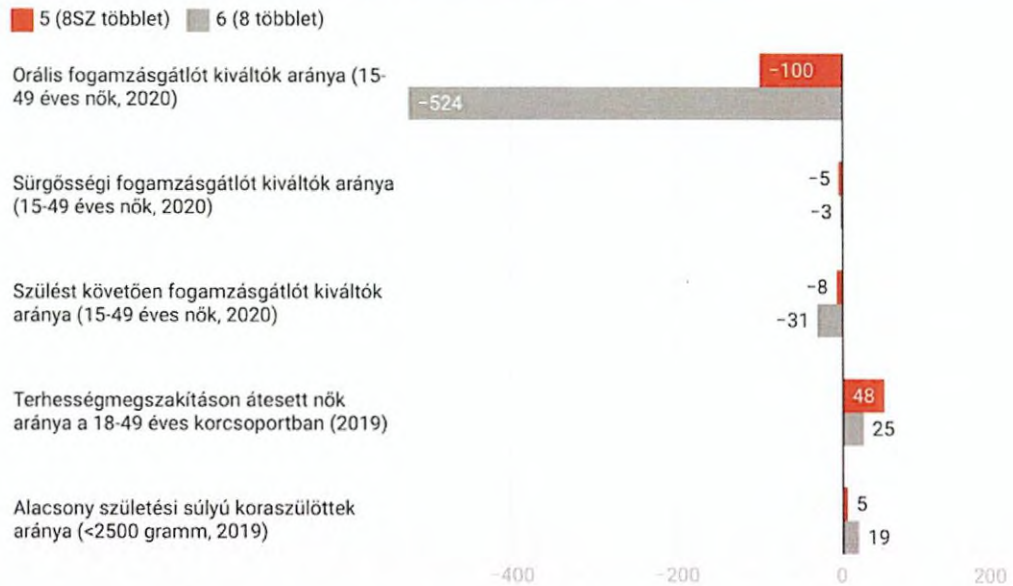 5 (8SZ többlet) 6 (8 többlet)
Orális fogamzásgátlót kiváltók aránya (15-
49 éves nők, 2020)
-100
-524
Sürgősségi fogamzásgátlót kiváltók aránya
(15-49 éves nők, 2020)
-5
-3
Szülést követően fogamzásgátlót kiváltók
aránya (15-49 éves nők, 2020)
-8
-31
Terhességmegszakításon átesett nők
aránya a 18-49 éves korcsoportban (2019)
48
25
Alacsony születési súlyú koraszülöttek
aránya (<2500 gramm, 2019)
5
19
-400 -200 0 200